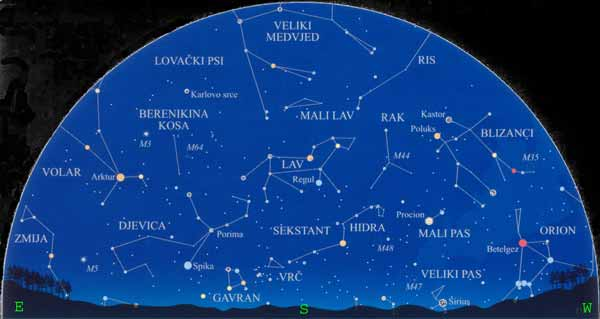 VELIKI
MEDVJED
LOVAČKI PSI
RIS
Karlovo srce
MALI LAV
BERENIKINA
KOSA
RAK
Kastor
Poluks
BLIZANCI
M3
M64
LAV
M44
M35
VOLAR
Arktur
Regul
DJEVICA
Porima
SEKSTANT
HIDRA
Procion
MALI PAS
ORION
ZMIJA
M48
Betelgez
M5
Spika
VRČ
VELIKI PAS
M47
GAVRAN
Sirius
E
S
W